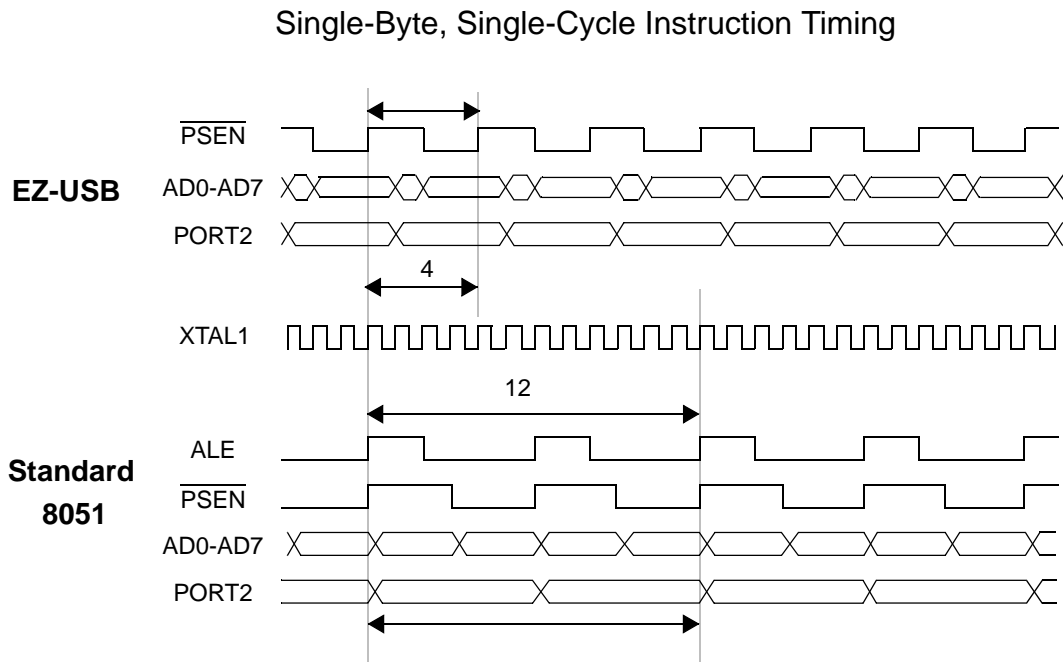 Single-Byte, Single-Cycle Instruction Timing
PSEN
EZ-USB
AD0-AD7
PORT2
4
XTAL1
12
ALE
Standard
8051
PSEN
AD0-AD7
PORT2